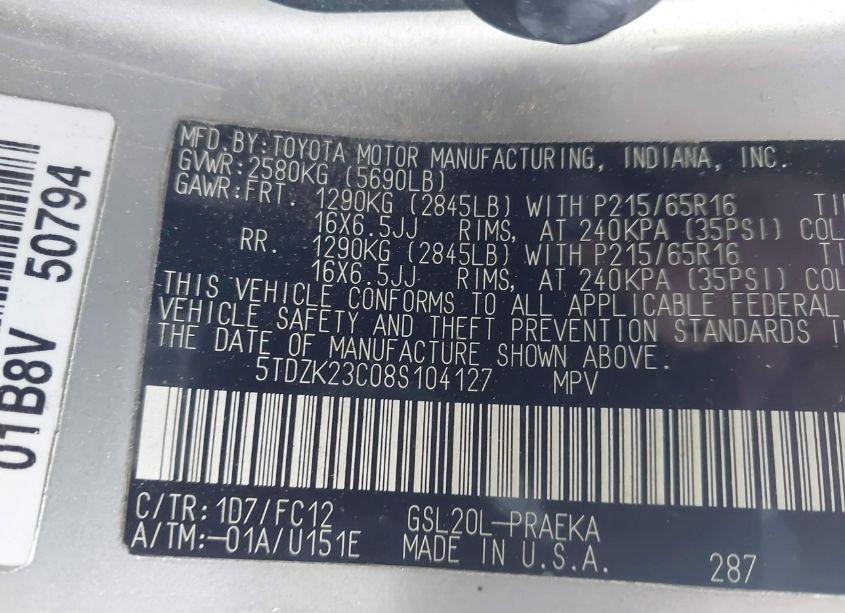 MFD. BY: TOYOTA MOTOR MANUFACTURING, INDIANA, INC.
GVWR: 2580KG (5690LB)
GAWR: FRT. 1290KG (2845LB) WITH P215/65R16
16X6.5JJ RIMS, AT 240KPA (35PSI)
RR. 1290KG (2845LB) WITH P215/65R16
16X6.5JJ RIMS, AT 240KPA (35PSI)
THIS VEHICLE CONFORMS TO ALL APPLICABLE FEDERAL
VEHICLE SAFETY AND THEFT PREVENTION STANDARDS
THE DATE OF MANUFACTURE SHOWN ABOVE.
5TDZK23C08S104127 MPV
C/TR: 1D7/FC12 GSL20L-PRAEKA
A/TM: -01A/U151E MADE IN U.S.A. 287
01B8V 50794